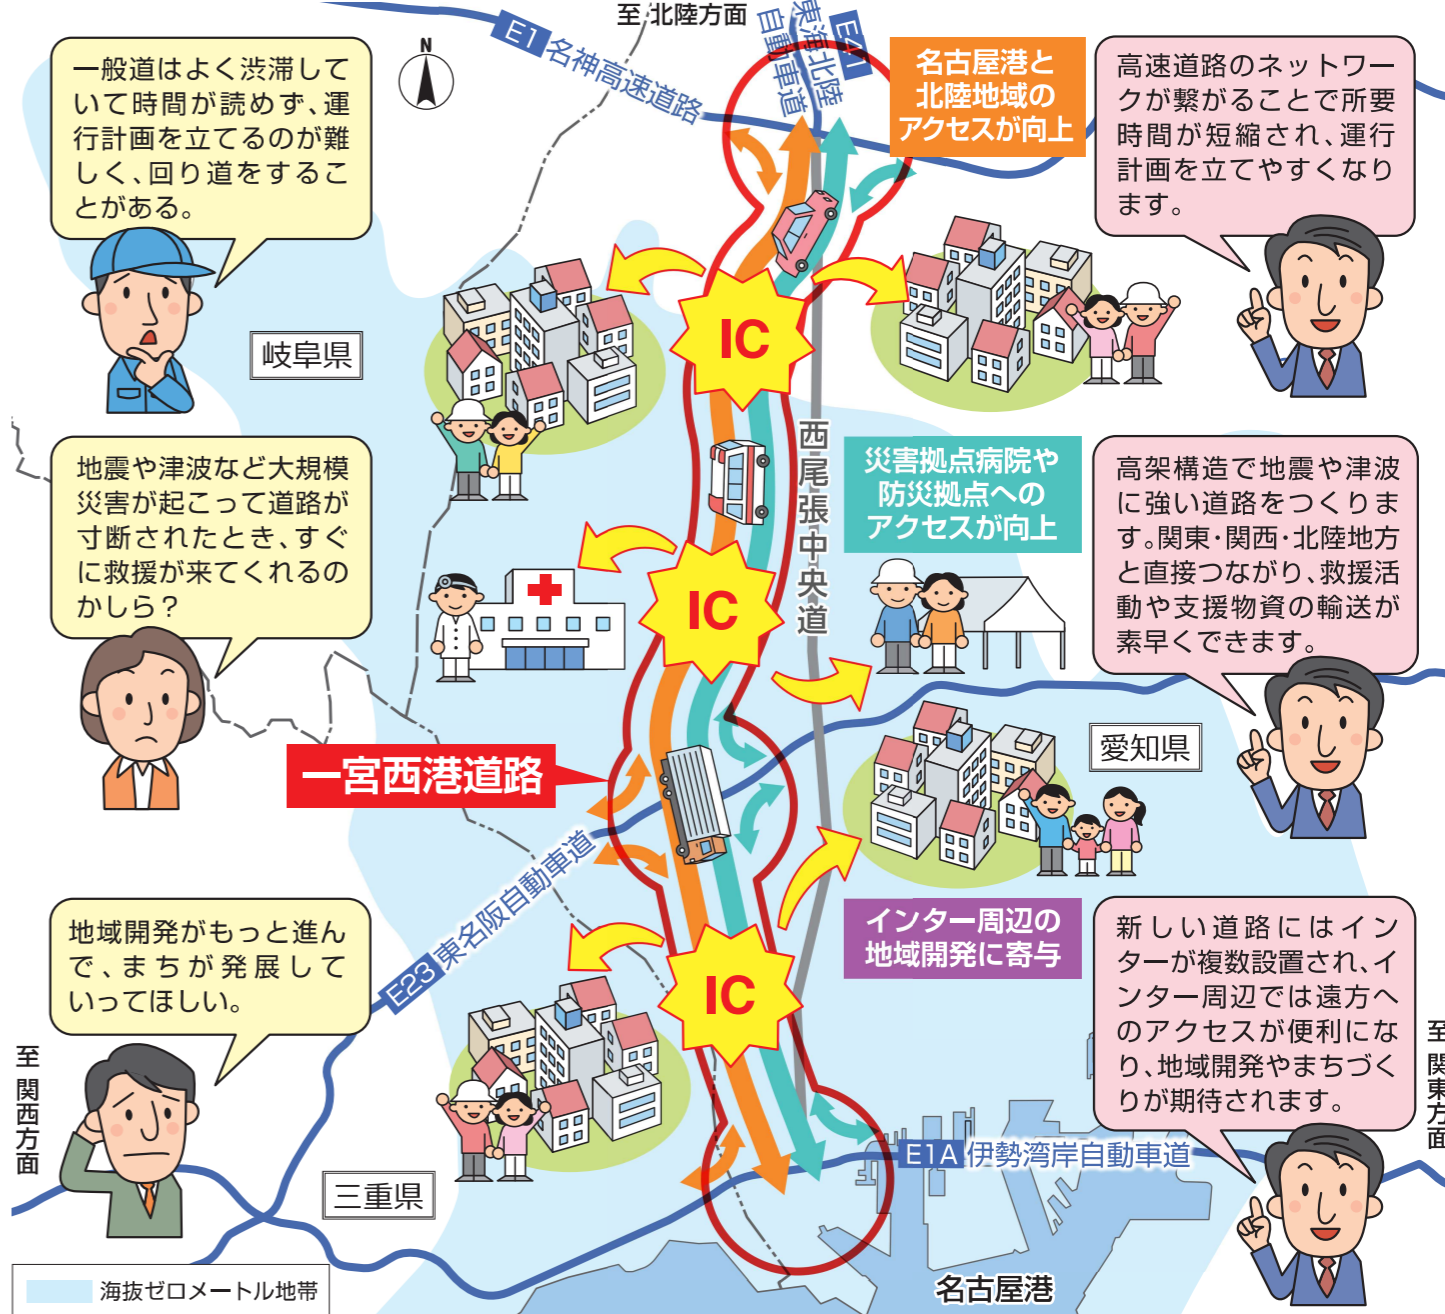 至 北陸方面
E1 名神高速道路
東海北陸
自動車道
E41
N
一般道はよく渋滞して
いて時間が読めず、運
行計画を立てるのが難
しく、回り道をするこ
とがある。
名古屋港と
北陸地域の
アクセスが向上
高速道路のネットワー
クが繋がることで所要
時間が短縮され、運行
計画を立てやすくなり
ます。
岐阜県
IC
西尾張中央道
地震や津波など大規模
災害が起こって道路が
寸断されたとき、すぐ
に救援が来てくれるの
かしら？
災害拠点病院や
防災拠点への
アクセスが向上
高架構造で地震や津波
に強い道路をつくりま
す。関東・関西・北陸地方
と直接つながり、救援活
動や支援物資の輸送が
素早くできます。
IC
愛知県
一宮西港道路
E23 東名阪自動車道
地域開発がもっと進ん
で、まちが発展して
いってほしい。
インター周辺の
地域開発に寄与
新しい道路にはイン
ターが複数設置され、イ
ンター周辺では遠方へ
のアクセスが便利にな
り、地域開発やまちづく
りが期待されます。
IC
至 関西方面
至 関東方面
E1A 伊勢湾岸自動車道
三重県
名古屋港
海抜ゼロメートル地帯